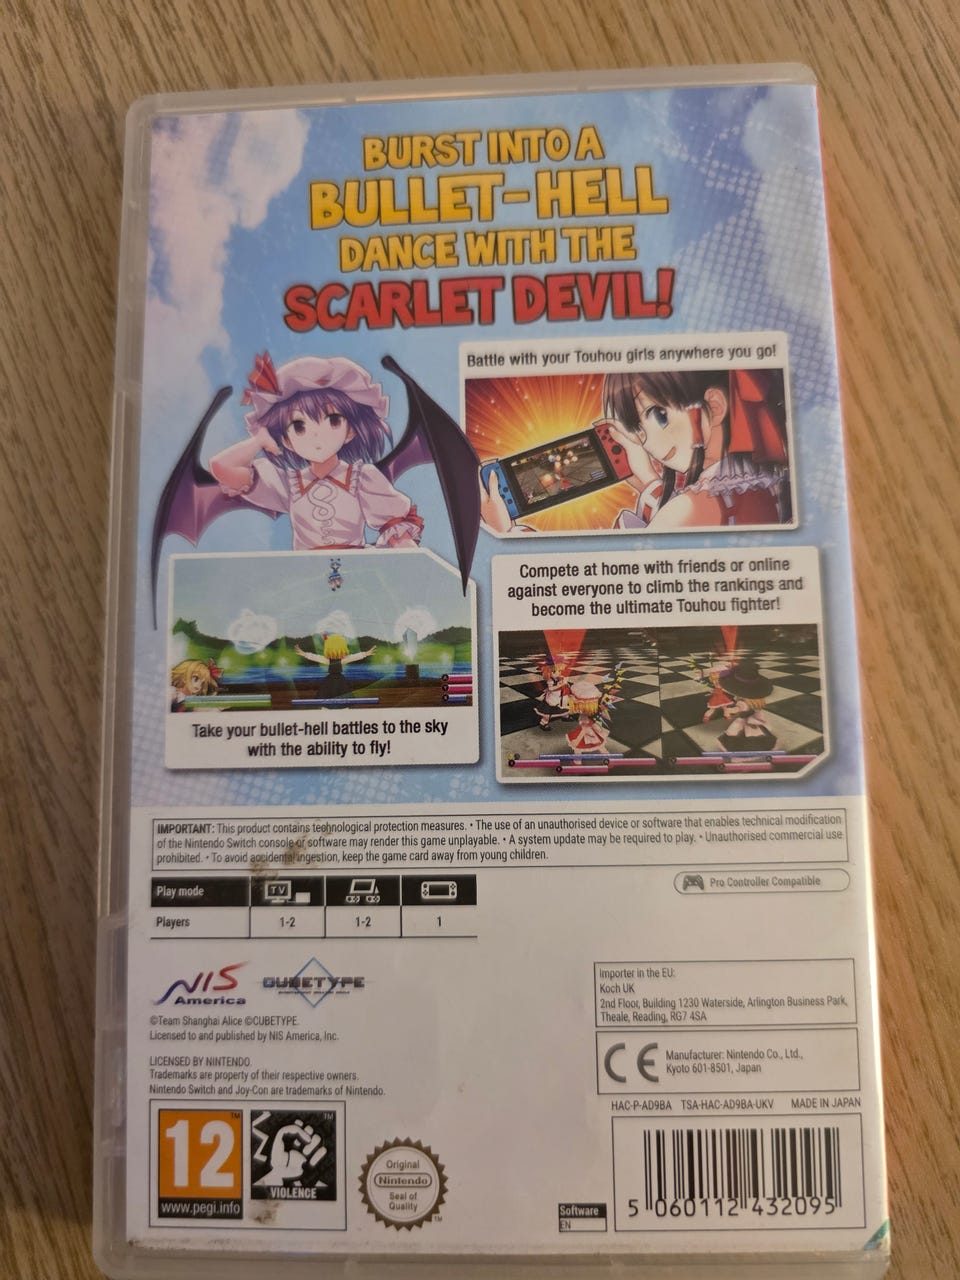 BURST INTO A
BULLET-HELL
DANCE WITH THE
SCARLET DEVIL!
Battle with your Touhou girls anywhere you go!
Compete at home with friends or online
against everyone to climb the rankings and
become the ultimate Touhou fighter!
Take your bullet-hell battles to the sky
with the ability to fly!
IMPORTANT: This product contains technological protection measures. • The use of an unauthorised device or software that enables technical modification
of the Nintendo Switch console or software may render this game unplayable. • A system update may be required to play. • Unauthorised commercial use
prohibited. • To avoid accidental ingestion, keep the game card away from young children.
Play mode TV
Players 1-2 1-2 1
Pro Controller Compatible
NIS
America
CUBETYPE
©Team Shanghai Alice ©CUBETYPE.
Licensed to and published by NIS America, Inc.
LICENSED BY NINTENDO.
Trademarks are property of their respective owners.
Nintendo Switch and Joy-Con are trademarks of Nintendo.
Importer in the EU:
Koch UK
2nd Floor, Building 1230 Waterside, Arlington Business Park,
Theale, Reading, RG7 4SA
CE
Manufacturer: Nintendo Co., Ltd.,
Kyoto 601-8501, Japan
HAC-P-AD9BA TSA-HAC-AD9BA-UKV MADE IN JAPAN
12 TM
www.pegi.info
TM
VIOLENCE
Original
Nintendo
Seal of
Quality
TM
Software
EN
5 060112 432095